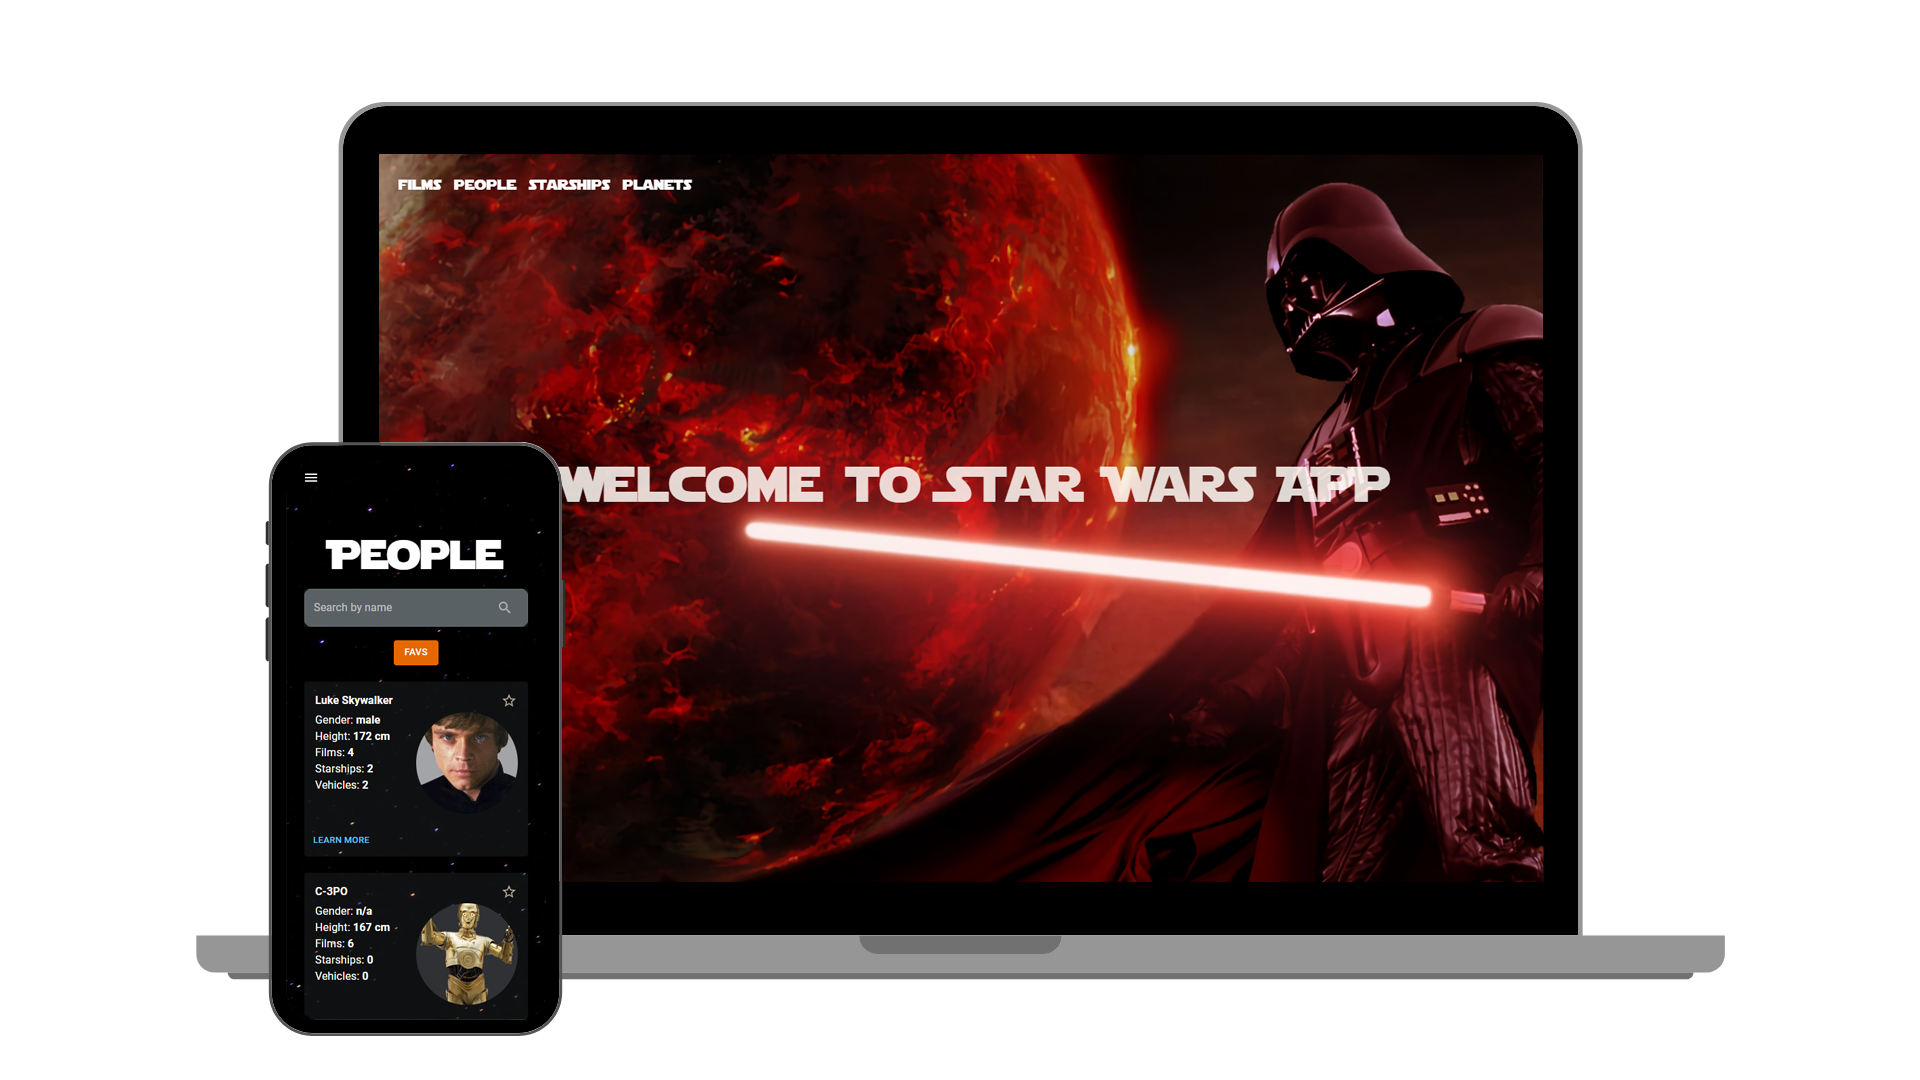 FILMS PEOPLE STARSHIPS PLANETS
WELCOME TO STAR WARS APP
PEOPLE
Search by name
FAVS
Luke Skywalker
Gender: male
Height: 172 cm
Films: 4
Starships: 2
Vehicles: 2
LEARN MORE
C-3PO
Gender: n/a
Height: 167 cm
Films: 6
Starships: 0
Vehicles: 0